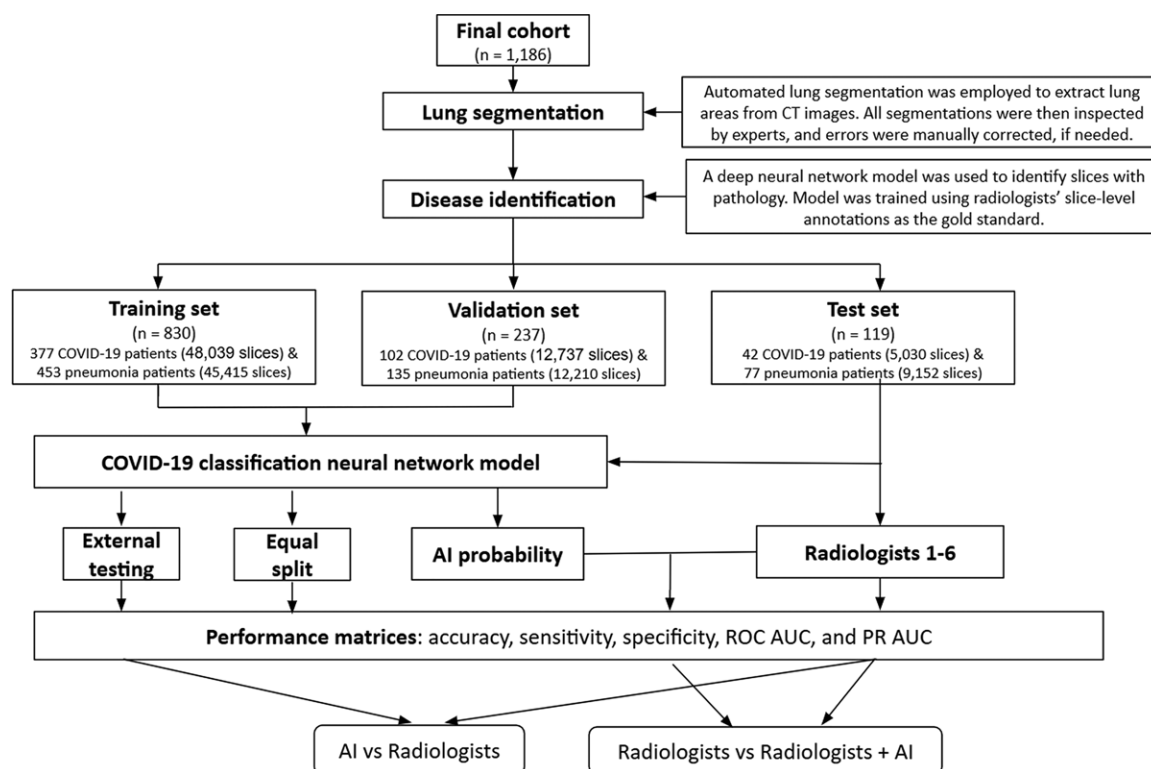 Final cohort
(n = 1,186)
Lung segmentation
Automated lung segmentation was employed to extract lung
areas from CT images. All segmentations were then inspected
by experts, and errors were manually corrected, if needed.
Disease identification
A deep neural network model was used to identify slices with
pathology. Model was trained using radiologists' slice-level
annotations as the gold standard.
Training set
(n = 830)
377 COVID-19 patients (48,039 slices) &
453 pneumonia patients (45,415 slices)
Validation set
(n = 237)
102 COVID-19 patients (12,737 slices) &
135 pneumonia patients (12,210 slices)
Test set
(n = 119)
42 COVID-19 patients (5,030 slices) &
77 pneumonia patients (9,152 slices)
COVID-19 classification neural network model
External
testing
Equal
split
AI probability
Radiologists 1-6
Performance matrices: accuracy, sensitivity, specificity, ROC AUC, and PR AUC
AI vs Radiologists
Radiologists vs Radiologists + AI